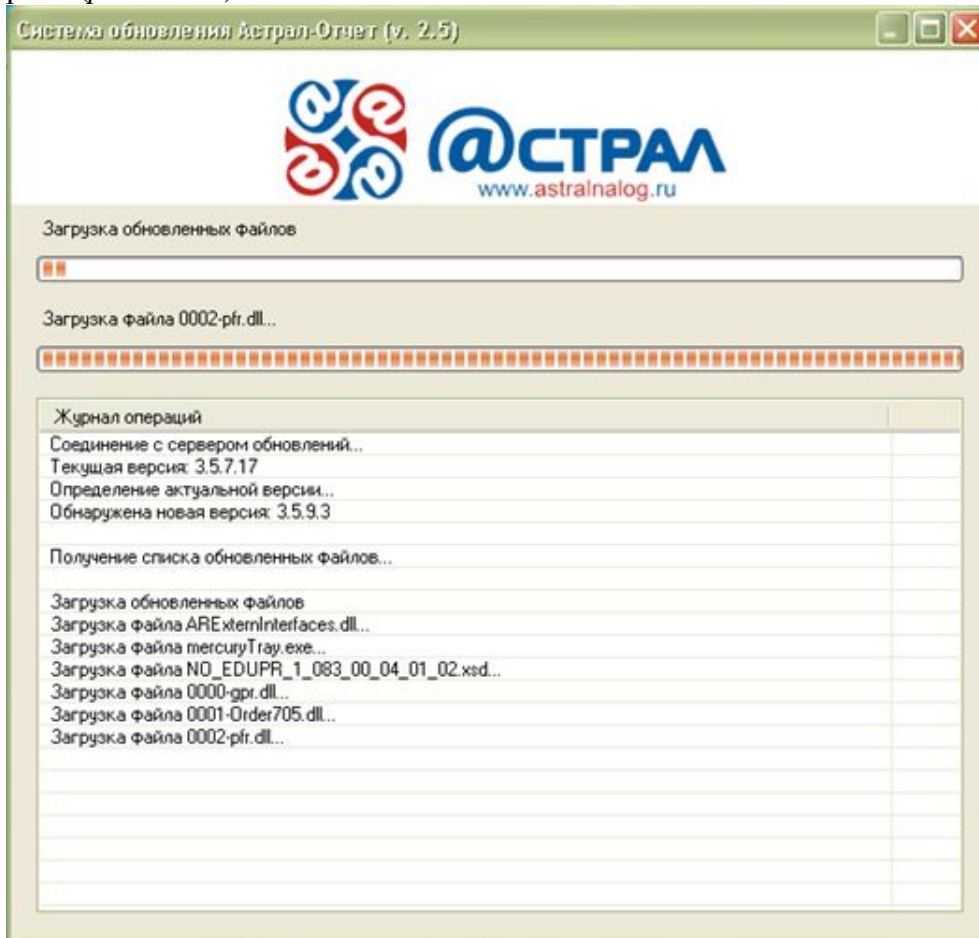 Система обновления Астрал-Отчет (v. 2.5)
@СТРАЛ
www.astralnalog.ru
Загрузка обновленных файлов
Загрузка файла 0002-pfr.dll...
Журнал операций
Соединение с сервером обновлений...
Текущая версия: 3.5.7.17
Определение актуальной версии...
Обнаружена новая версия: 3.5.9.3
Получение списка обновленных файлов...
Загрузка обновленных файлов
Загрузка файла ARExternInterfaces.dll...
Загрузка файла mercuryTray.exe...
Загрузка файла NO_EDUPR_1_083_00_04_01_02.xsd...
Загрузка файла 0000-gpr.dll...
Загрузка файла 0001-Order705.dll...
Загрузка файла 0002-pfr.dll...